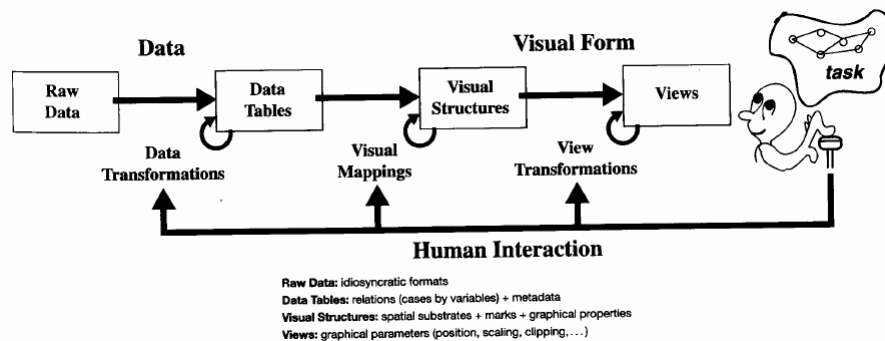 Data
Visual Form
task
Raw
Data
Data
Tables
Visual
Structures
Views
Data
Transformations
Visual
Mappings
View
Transformations
Human Interaction
Raw Data: idiosyncratic formats
Data Tables: relations (cases by variables) + metadata
Visual Structures: spatial substrates + marks + graphical properties
Views: graphical parameters (position, scaling, clipping,...)